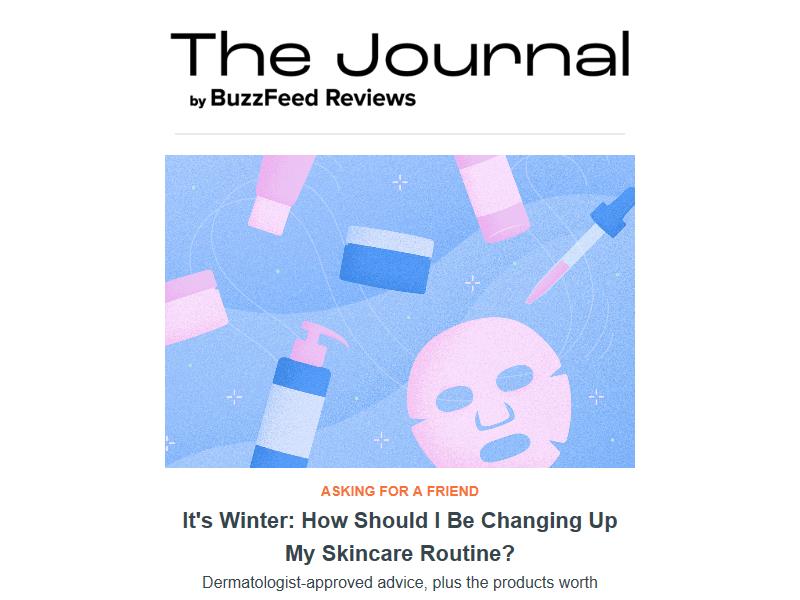 The Journal
by BuzzFeed Reviews
ASKING FOR A FRIEND
It's Winter: How Should I Be Changing Up
My Skincare Routine?
Dermatologist-approved advice, plus the products worth